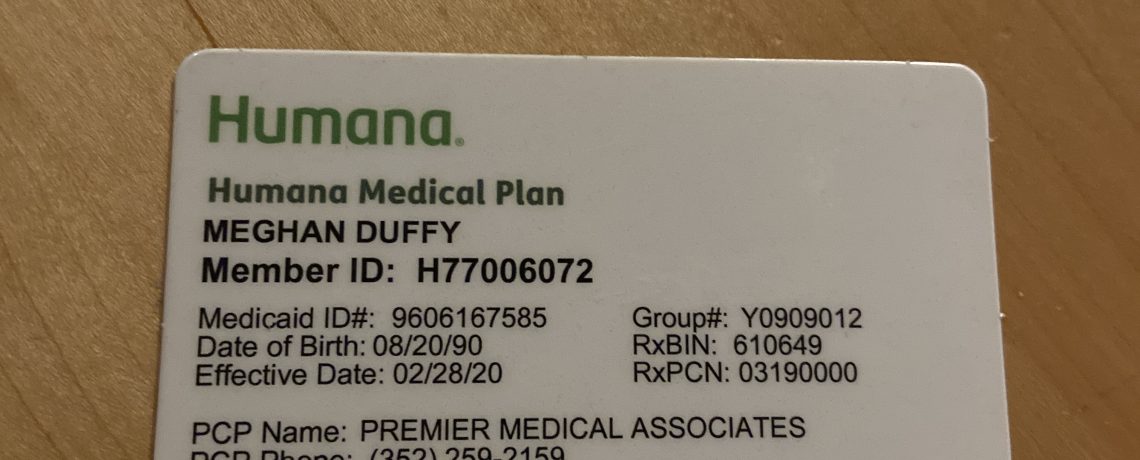 Humana®
Humana Medical Plan
MEGHAN DUFFY
Member ID: H77006072
Medicaid ID#: 9606167585 Group#: Y0909012
Date of Birth: 08/20/90 RxBIN: 610649
Effective Date: 02/28/20 RxPCN: 03190000
PCP Name: PREMIER MEDICAL ASSOCIATES
PCP Phone: (352) 259-2159